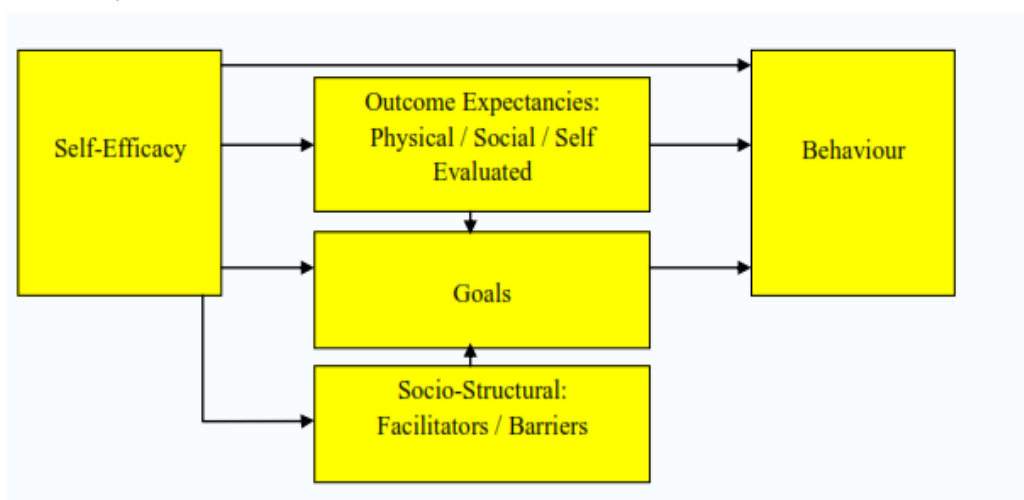 Self-Efficacy
Outcome Expectancies:
Physical / Social / Self
Evaluated
Behaviour
Goals
Socio-Structural:
Facilitators / Barriers